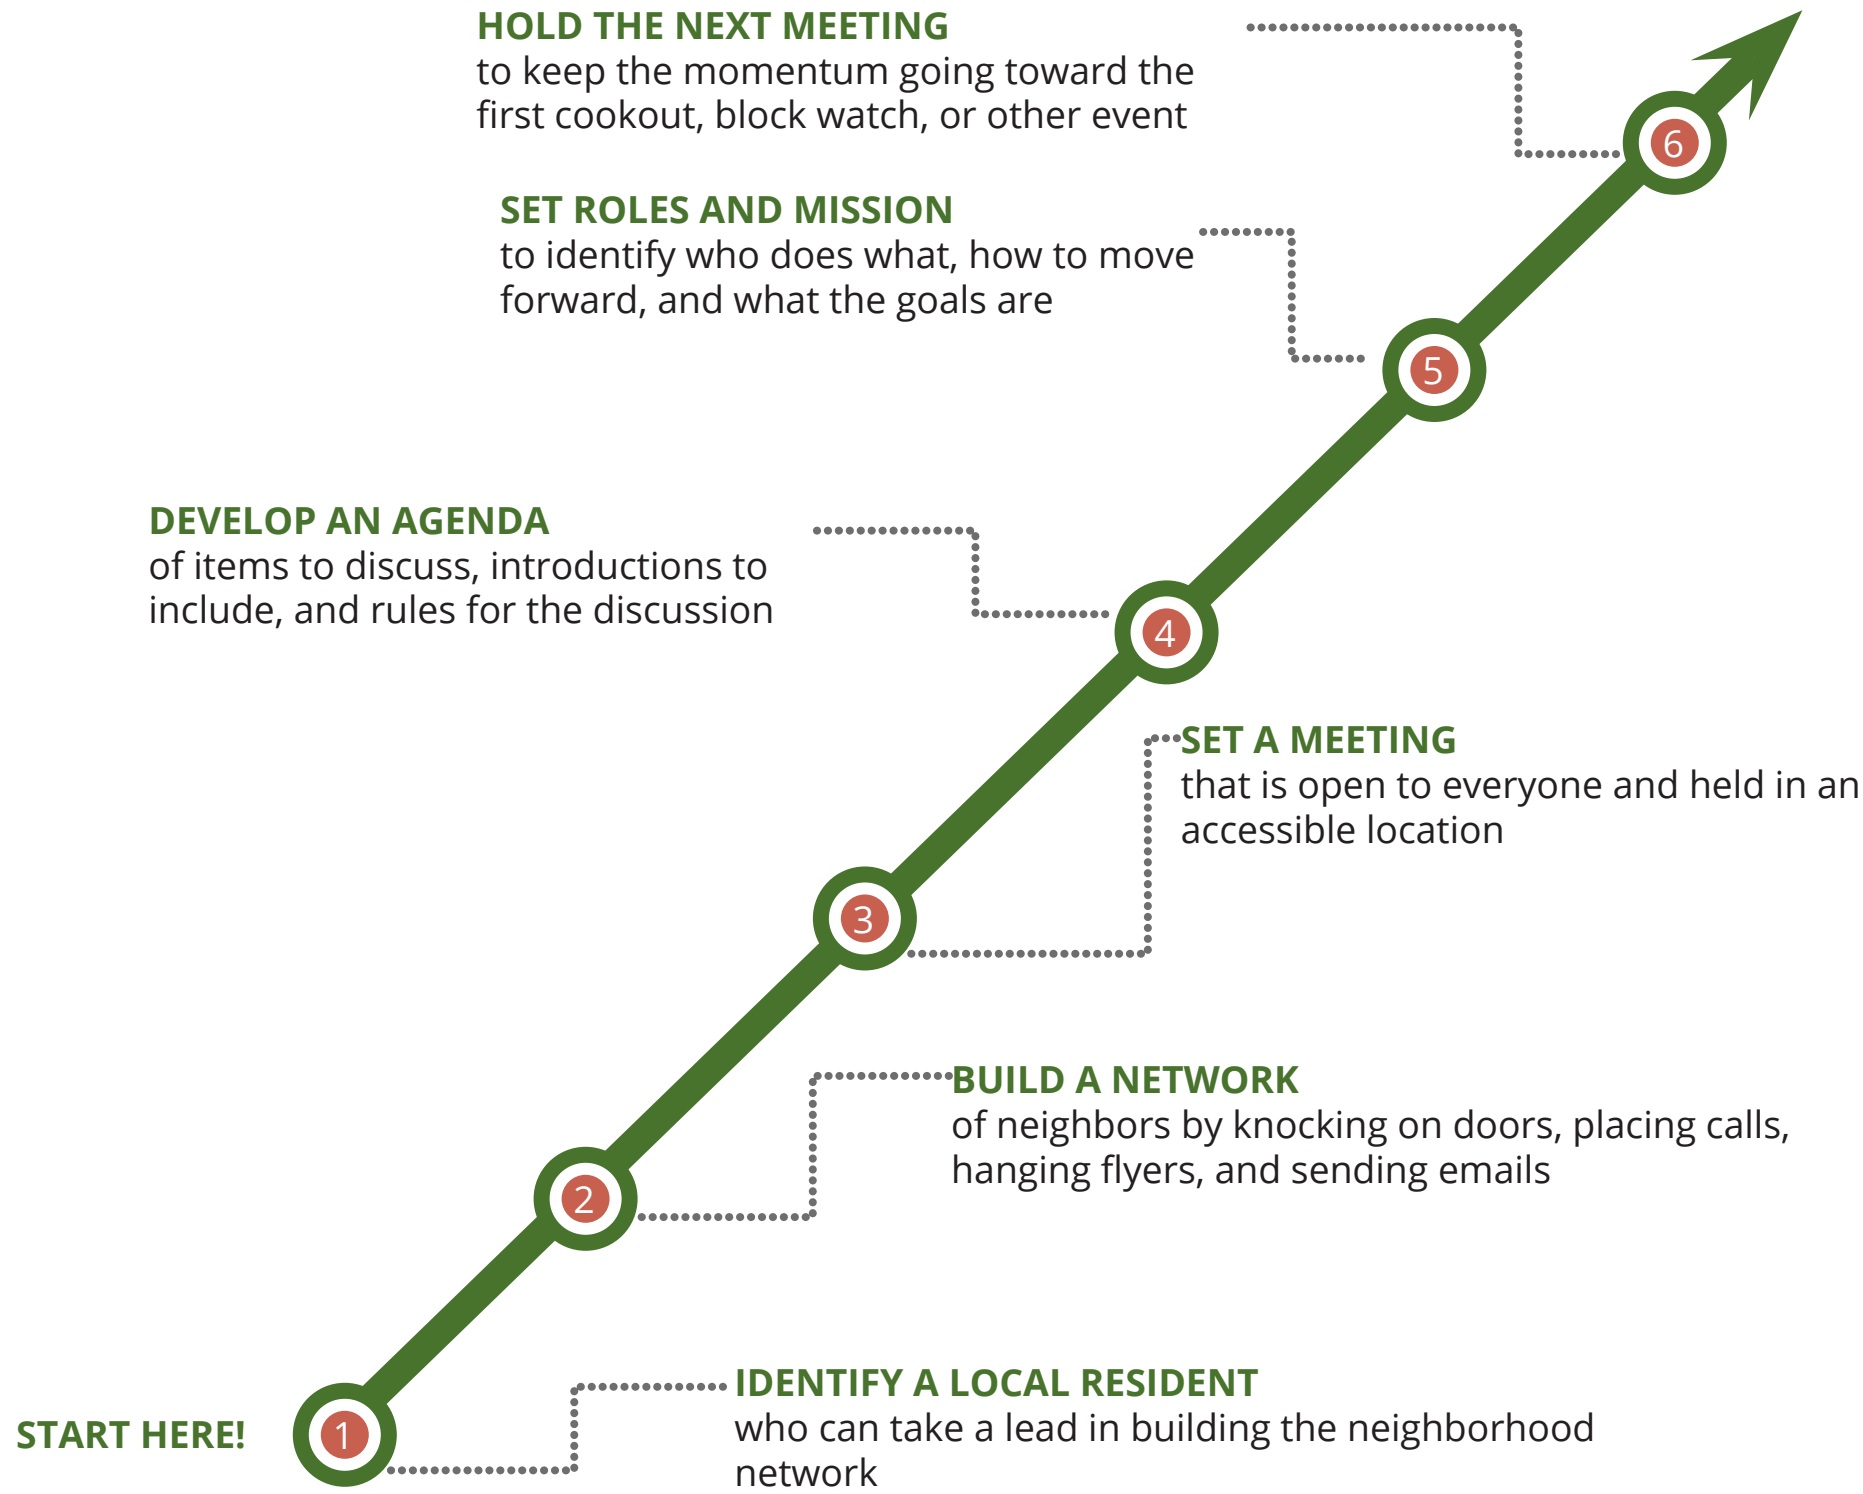 HOLD THE NEXT MEETING
to keep the momentum going toward the
first cookout, block watch, or other event
6
SET ROLES AND MISSION
to identify who does what, how to move
forward, and what the goals are
5
DEVELOP AN AGENDA
of items to discuss, introductions to
include, and rules for the discussion
4
SET A MEETING
that is open to everyone and held in an
accessible location
3
BUILD A NETWORK
of neighbors by knocking on doors, placing calls,
hanging flyers, and sending emails
2
IDENTIFY A LOCAL RESIDENT
who can take a lead in building the neighborhood
network
START HERE!
1